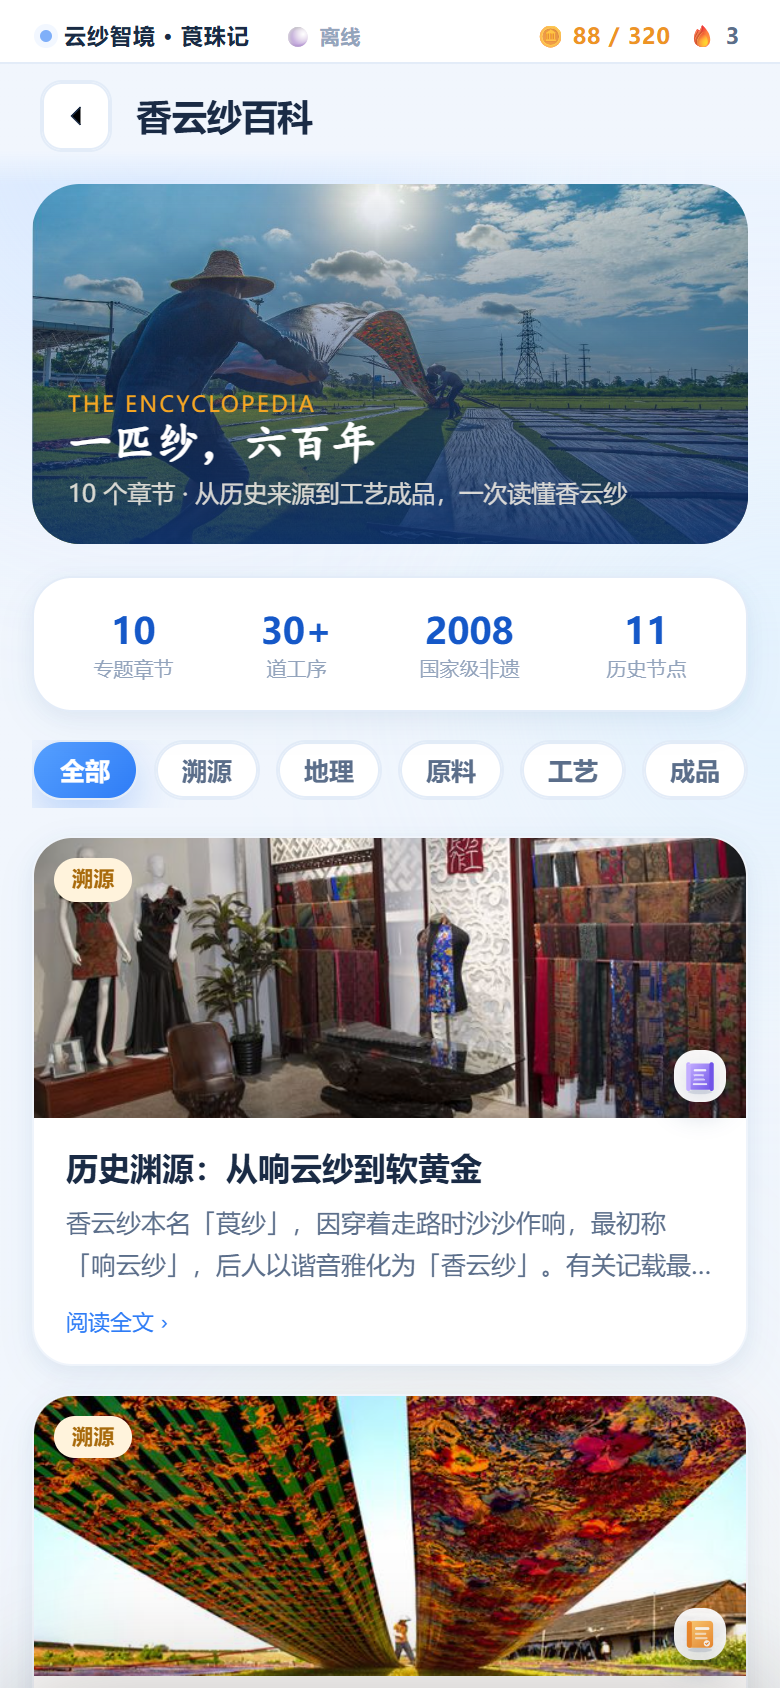 云纱智境·莨珠记
离线
88 / 320
3
香云纱百科
THE ENCYCLOPEDIA
一匹纱，六百年
10 个章节 · 从历史来源到工艺成品，一次读懂香云纱
10
专题章节
30+
道工序
2008
国家级非遗
11
历史节点
全部
溯源
地理
原料
工艺
成品
溯源
历史渊源：从响云纱到软黄金
香云纱本名「莨纱」，因穿着走路时沙沙作响，最初称
「响云纱」，后人以谐音雅化为「香云纱」。有关记载最...
阅读全文 ›
溯源